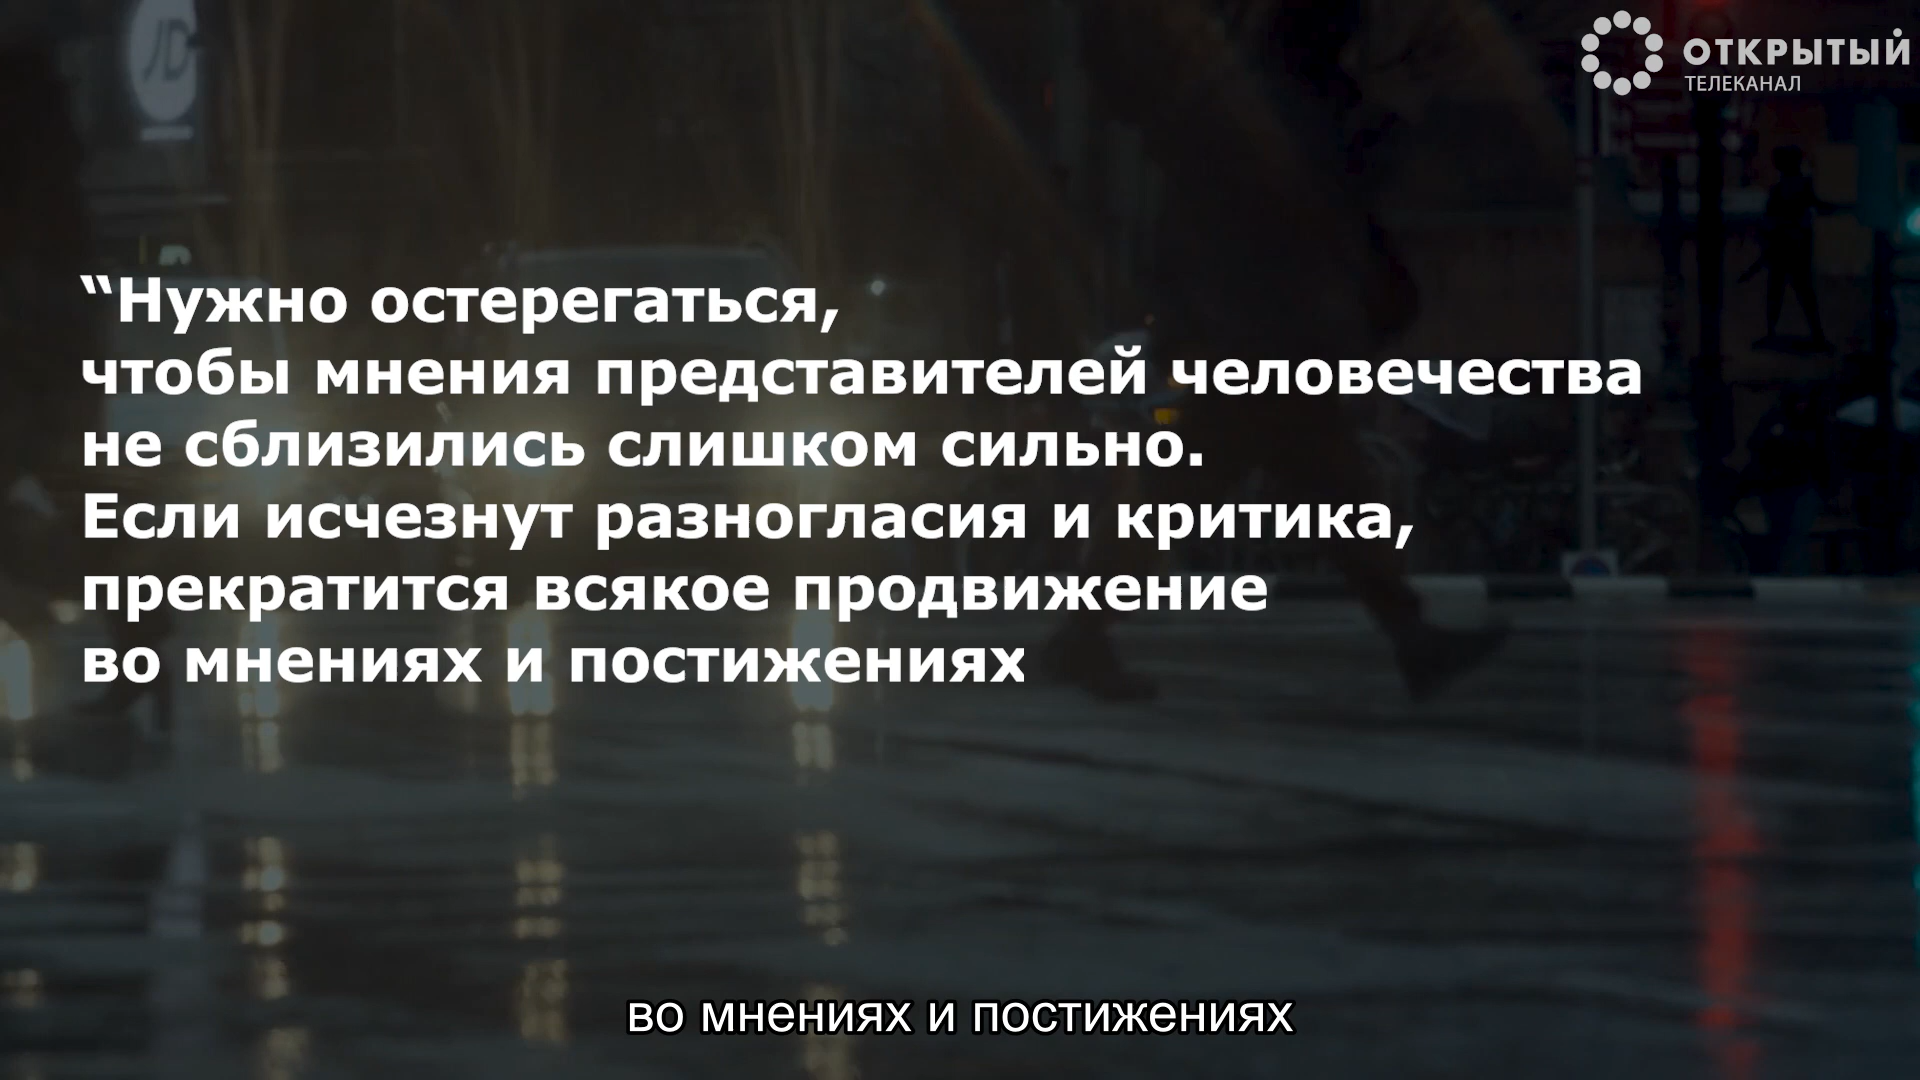 JD
ОТКРЫТЫЙ
ТЕЛЕКАНАЛ
“Нужно остерегаться,
чтобы мнения представителей человечества
не сблизились слишком сильно.
Если исчезнут разногласия и критика,
прекратится всякое продвижение
во мнениях и постижениях
во мнениях и постижениях